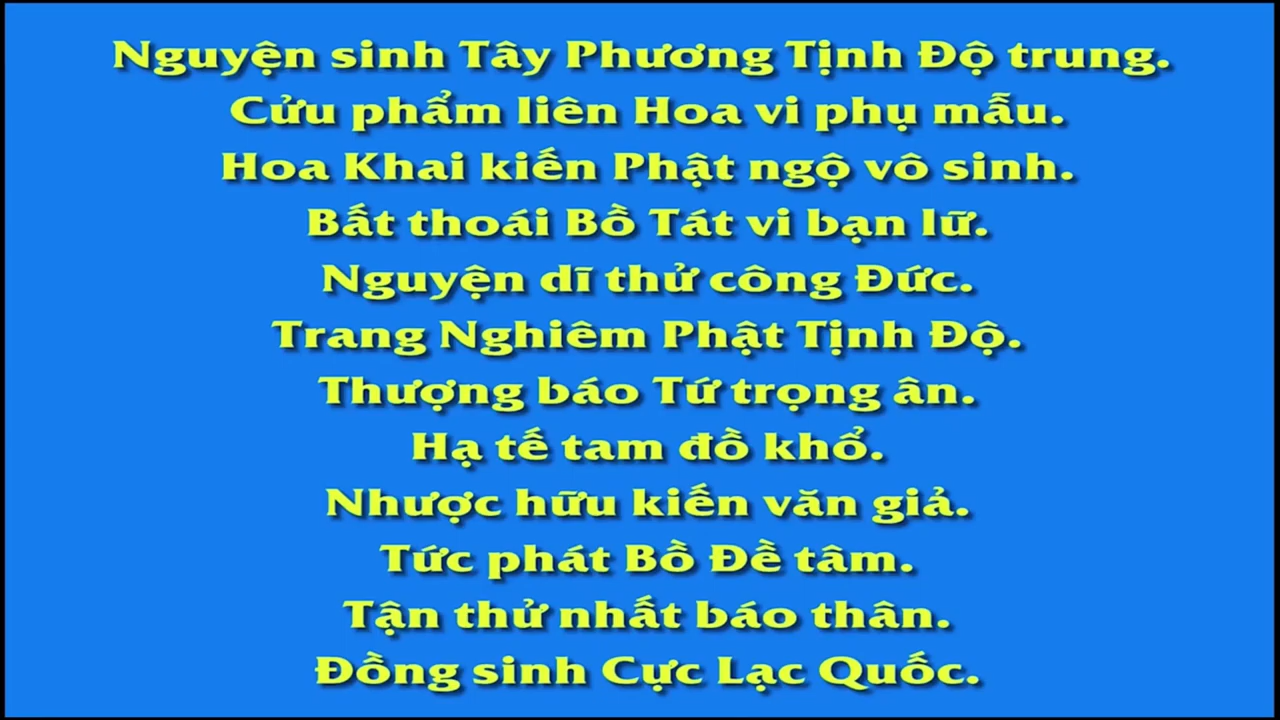 Nguyện sinh Tây Phương Tịnh Độ trung.
Cửu phẩm liên Hoa vi phụ mẫu.
Hoa Khai kiến Phật ngộ vô sinh.
Bất thoái Bồ Tát vi bạn lữ.
Nguyện dĩ thử công Đức.
Trang Nghiêm Phật Tịnh Độ.
Thượng báo Tứ trọng ân.
Hạ tế tam đồ khổ.
Nhược hữu kiến văn giả.
Tức phát Bồ Đề tâm.
Tận thử nhất báo thân.
Đồng sinh Cực Lạc Quốc.